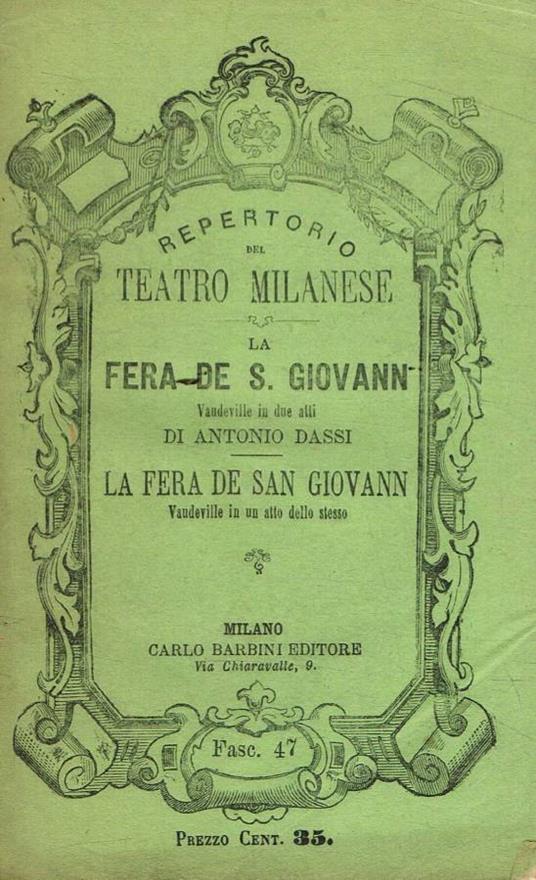 REPERTORIO
DEL
TEATRO MILANESE
LA
FERA DE S. GIOVANN
Vaudeville in due atti
DI ANTONIO DASSI
LA FERA DE SAN GIOVANN
Vaudeville in un atto dello stesso
MILANO
CARLO BARBINI EDITORE
Via Chiaravalle, 9.
Fasc. 47
PREZZO CENT. 35.